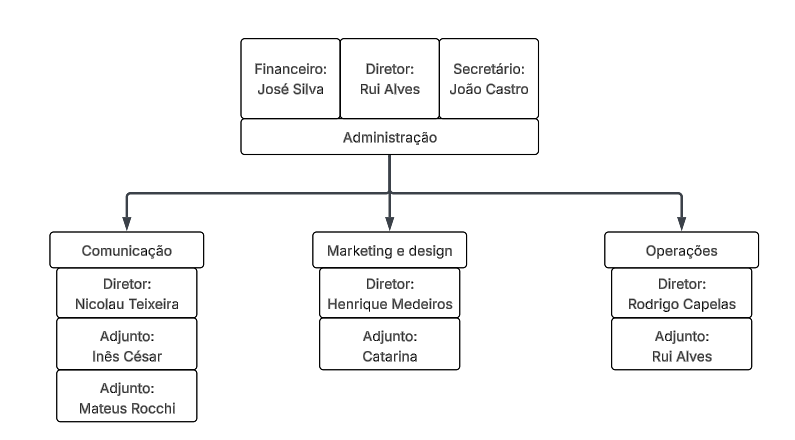 Financeiro:
José Silva
Diretor:
Rui Alves
Secretário:
João Castro
Administração
Comunicação
Diretor:
Nicolau Teixeira
Adjunto:
Inês César
Adjunto:
Mateus Rocchi
Marketing e design
Diretor:
Henrique Medeiros
Adjunto:
Catarina
Operações
Diretor:
Rodrigo Capelas
Adjunto:
Rui Alves